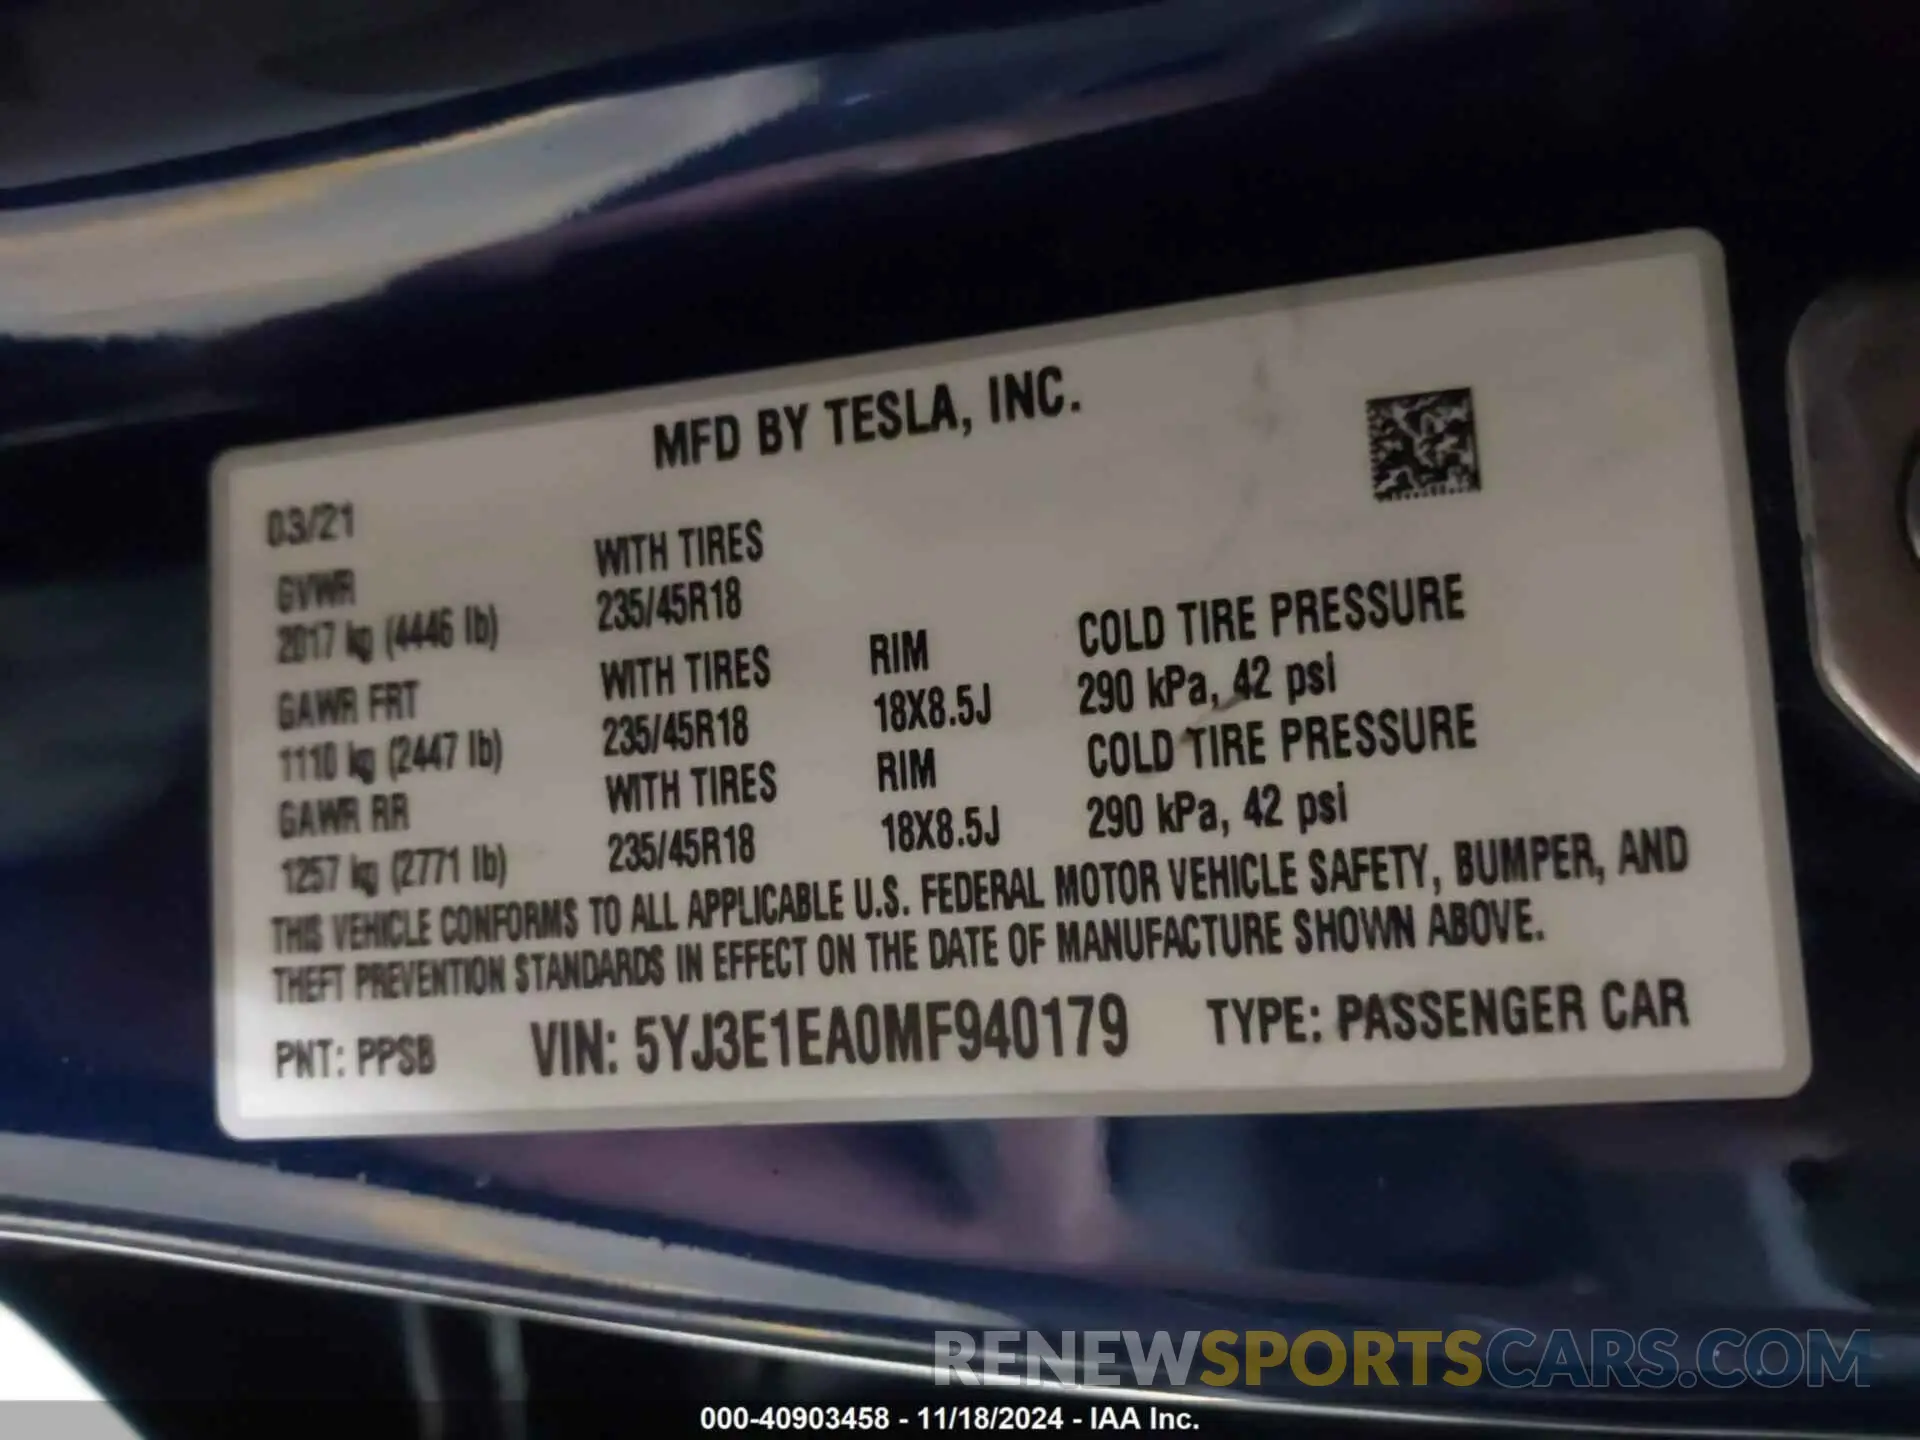 MFD BY TESLA, INC.
03/21
GVWR
2017 kg (4446 lb)
WITH TIRES
235/45R18
GAWR FRT
1110 kg (2447 lb)
WITH TIRES
235/45R18
RIM
18X8.5J
COLD TIRE PRESSURE
290 kPa, 42 psi
GAWR RR
1257 kg (2771 lb)
WITH TIRES
235/45R18
RIM
18X8.5J
COLD TIRE PRESSURE
290 kPa, 42 psi
THIS VEHICLE CONFORMS TO ALL APPLICABLE U.S. FEDERAL MOTOR VEHICLE SAFETY, BUMPER, AND
THEFT PREVENTION STANDARDS IN EFFECT ON THE DATE OF MANUFACTURE SHOWN ABOVE.
PNT: PPSB VIN: 5YJ3E1EA0MF940179 TYPE: PASSENGER CAR
RENEWSPORTSCARS.COM
000-40903458 - 11/18/2024 - IAA Inc.